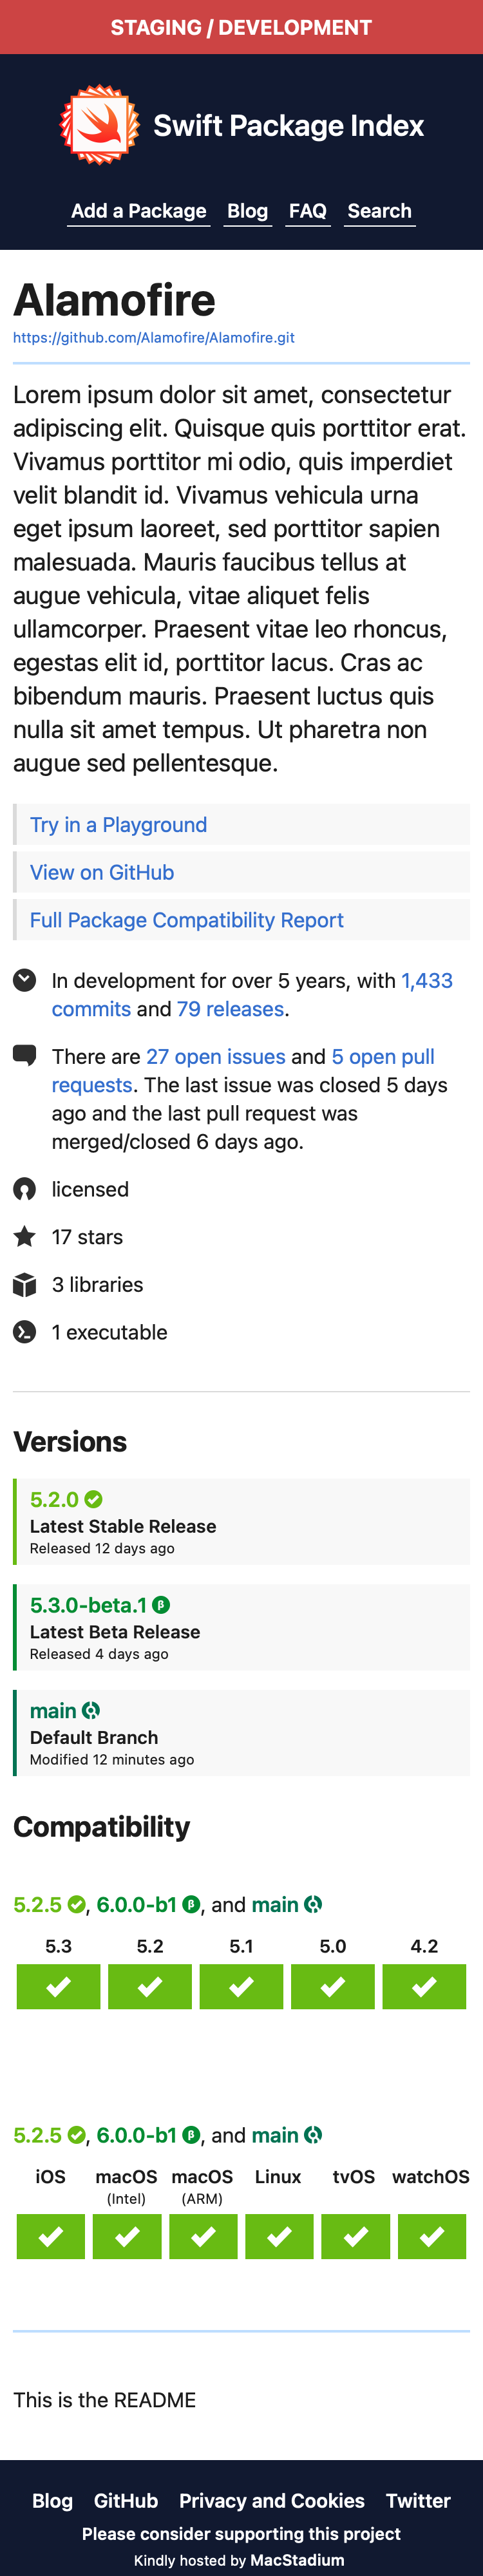 STAGING / DEVELOPMENT
Swift Package Index
Add a Package Blog FAQ Search
Alamofire
https://github.com/Alamofire/Alamofire.git
Lorem ipsum dolor sit amet, consectetur
adipiscing elit. Quisque quis porttitor erat.
Vivamus porttitor mi odio, quis imperdiet
velit blandit id. Vivamus vehicula urna
eget ipsum laoreet, sed porttitor sapien
malesuada. Mauris faucibus tellus at
augue vehicula, vitae aliquet felis
ullamcorper. Praesent vitae leo rhoncus,
egestas elit id, porttitor lacus. Cras ac
bibendum mauris. Praesent luctus quis
nulla sit amet tempus. Ut pharetra non
augue sed pellentesque.
Try in a Playground
View on GitHub
Full Package Compatibility Report
In development for over 5 years, with 1,433
commits and 79 releases.
There are 27 open issues and 5 open pull
requests. The last issue was closed 5 days
ago and the last pull request was
merged/closed 6 days ago.
licensed
17 stars
3 libraries
1 executable
Versions
5.2.0
Latest Stable Release
Released 12 days ago
5.3.0-beta.1 β
Latest Beta Release
Released 4 days ago
main
Default Branch
Modified 12 minutes ago
Compatibility
5.2.5 , 6.0.0-b1 β, and main
5.3 5.2 5.1 5.0 4.2
5.2.5 , 6.0.0-b1 β, and main
iOS macOS macOS Linux tvOS watchOS
(Intel) (ARM)
This is the README
Blog GitHub Privacy and Cookies Twitter
Please consider supporting this project
Kindly hosted by MacStadium